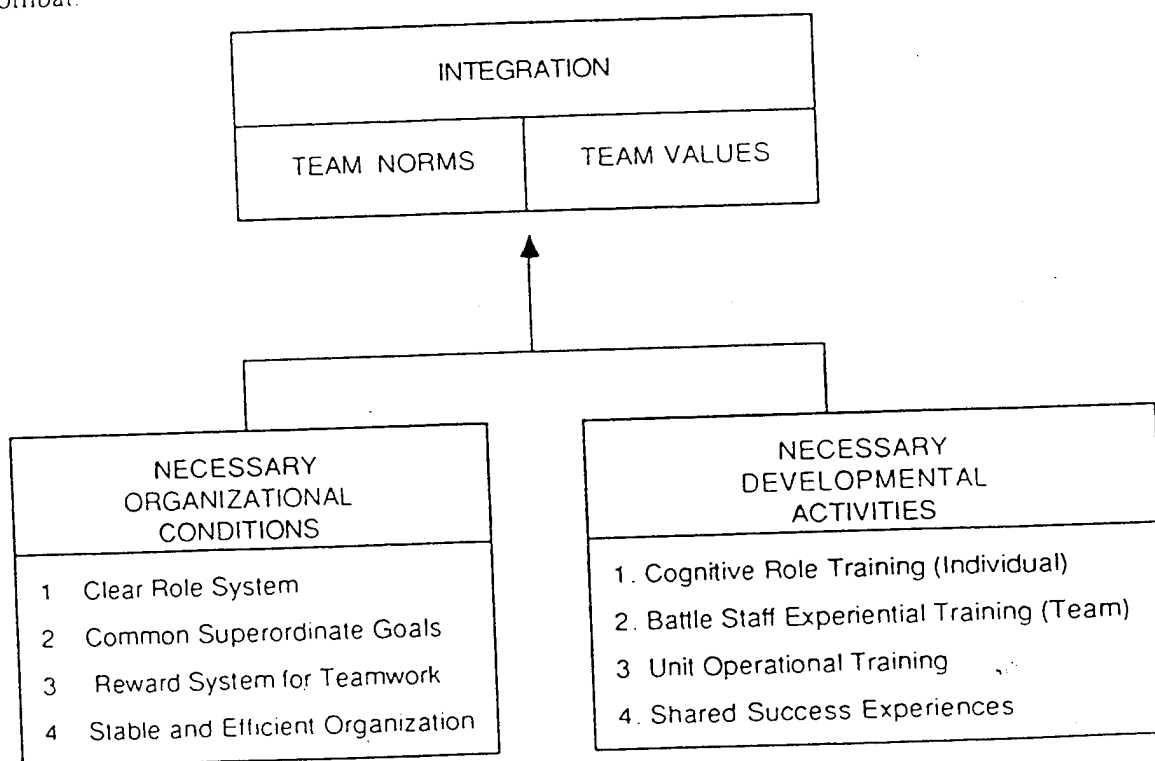 ombat.
INTEGRATION
TEAM NORMS
TEAM VALUES
NECESSARY
ORGANIZATIONAL
CONDITIONS
1 Clear Role System
2 Common Superordinate Goals
3 Reward System for Teamwork
4 Stable and Efficient Organization
NECESSARY
DEVELOPMENTAL
ACTIVITIES
1. Cognitive Role Training (Individual)
2. Battle Staff Experiential Training (Team)
3 Unit Operational Training
4. Shared Success Experiences